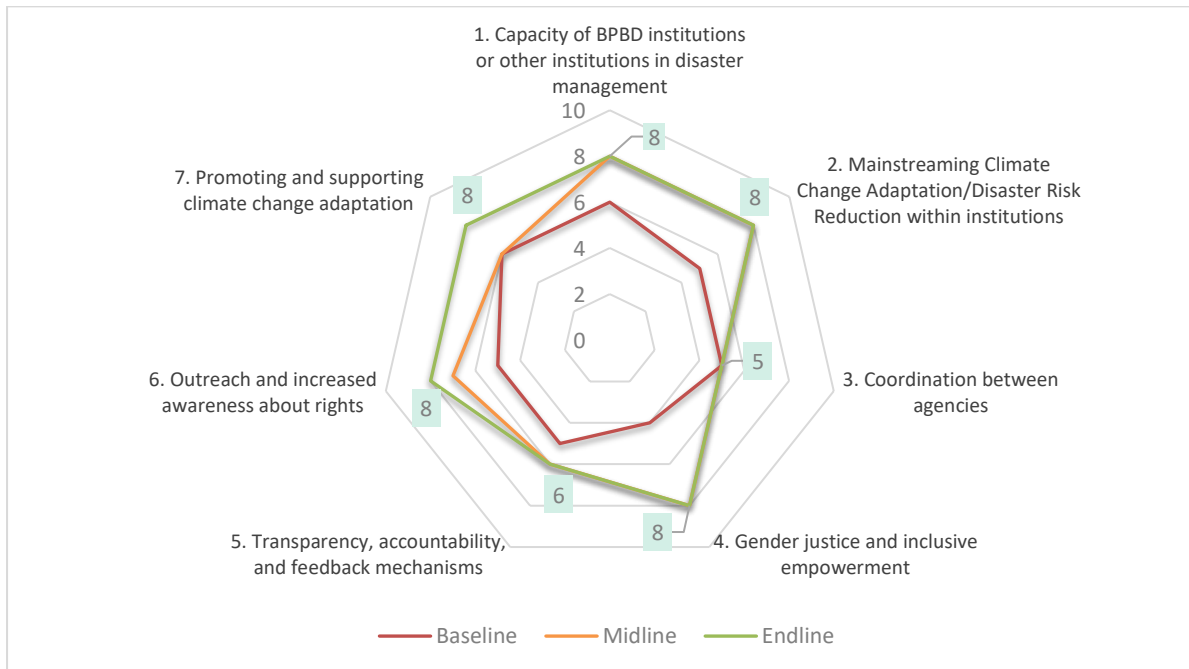 1. Capacity of BPBD institutions
or other institutions in disaster
management
10
8
8
6
4
2
0
2. Mainstreaming Climate
Change Adaptation/Disaster Risk
Reduction within institutions
8
3. Coordination between
agencies
5
4. Gender justice and inclusive
empowerment
8
5. Transparency, accountability,
and feedback mechanisms
6
6. Outreach and increased
awareness about rights
8
7. Promoting and supporting
climate change adaptation
8
Baseline
Midline
Endline